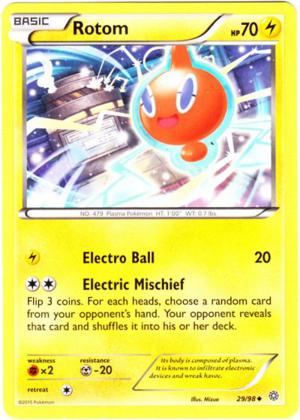 BASIC
Rotom
HP70
NO. 479 Plasma Pokémon HT. 1'00" WT. 0.7 lbs.
Electro Ball 20
Electric Mischief
Flip 3 coins. For each heads, choose a random card
from your opponent's hand. Your opponent reveals
that card and shuffles it into his or her deck.
weakness resistance
×2 -20
retreat
Its body is composed of plasma.
It is known to infiltrate electronic
devices and wreak havoc.
©2015 Pokémon
Illus. Mizue
29/98